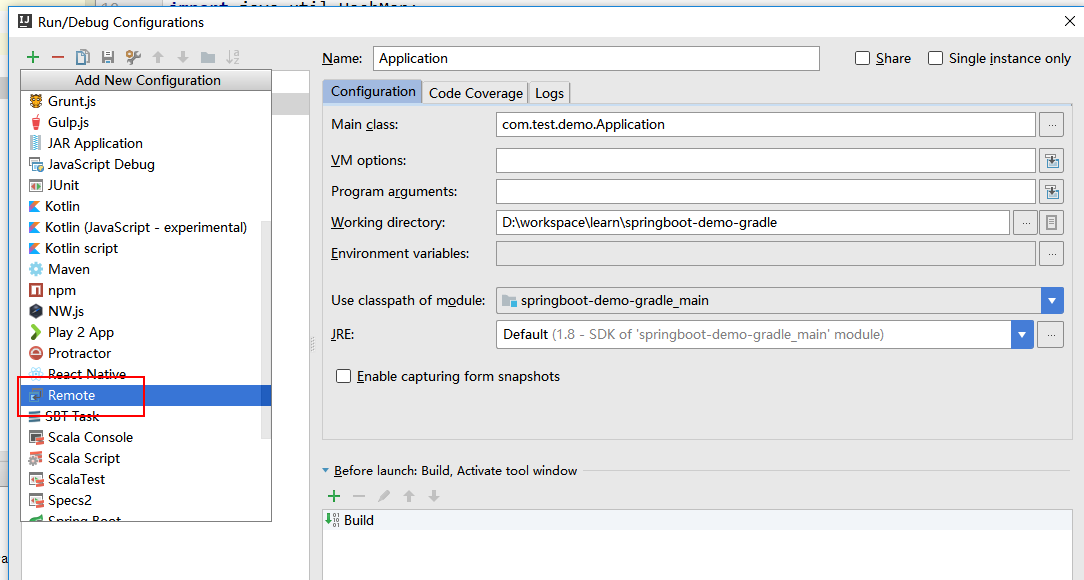 import java.util.HashMap;
Run/Debug Configurations
Add New Configuration
Grunt.js
Gulp.js
JAR Application
JavaScript Debug
JUnit
Kotlin
Kotlin (JavaScript - experimental)
Kotlin script
Maven
npm
NW.js
Play 2 App
Protractor
React Native
Remote
SBT Task
Scala Console
Scala Script
ScalaTest
Specs2
Spring Boot
Name: Application
Share
Single instance only
Configuration Code Coverage Logs
Main class: com.test.demo.Application ...
VM options:
Program arguments:
Working directory: D:\workspace\learn\springboot-demo-gradle ...
Environment variables: ...
Use classpath of module: springboot-demo-gradle_main
JRE: Default (1.8 - SDK of 'springboot-demo-gradle_main' module) ...
Enable capturing form snapshots
Before launch: Build, Activate tool window
Build